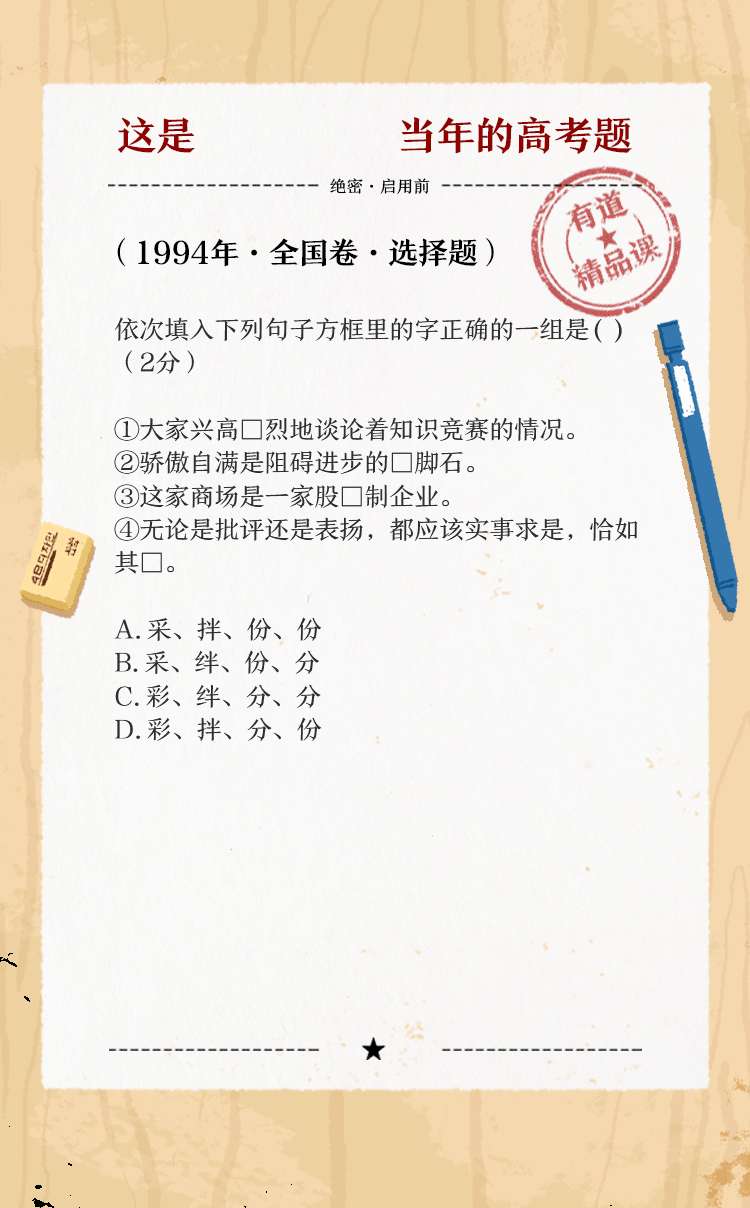 这是 当年的高考题
绝密·启用前
有道
精品课
（1994年·全国卷·选择题）
依次填入下列句子方框里的字正确的一组是( )
（2分）
①大家兴高□烈地谈论着知识竞赛的情况。
②骄傲自满是阻碍进步的□脚石。
③这家商场是一家股□制企业。
④无论是批评还是表扬，都应该实事求是，恰如
其□。
A. 采、拌、份、份
B. 采、绊、份、分
C. 彩、绊、分、分
D. 彩、拌、分、份